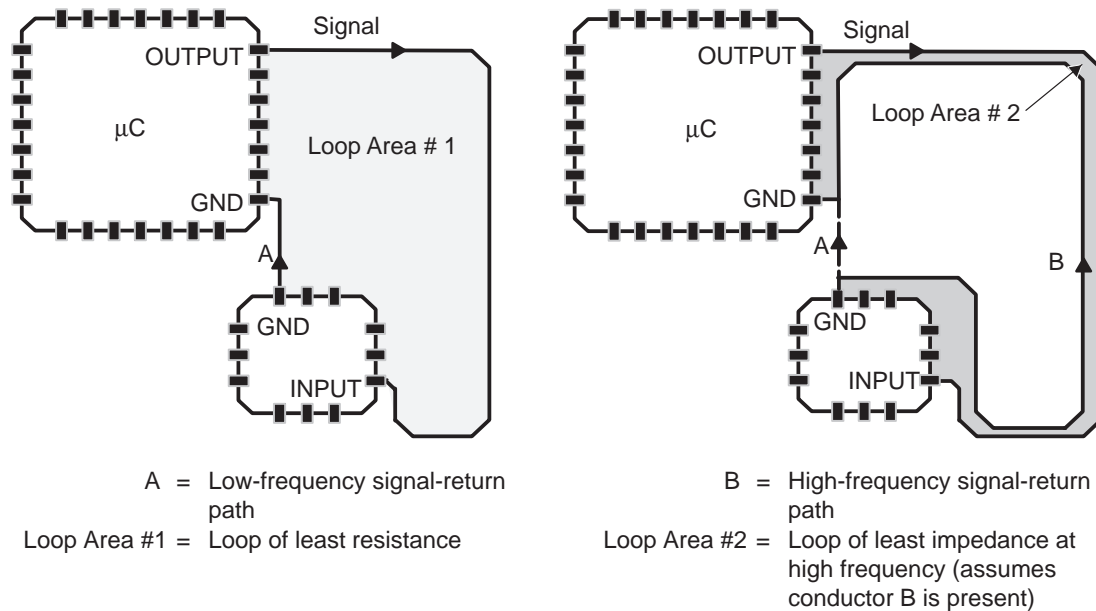 OUTPUT
Signal
μC
Loop Area # 1
GND
A
GND
INPUT
A = Low-frequency signal-return
path
Loop Area #1 = Loop of least resistance
OUTPUT
Signal
μC
Loop Area # 2
GND
A
B
GND
INPUT
B = High-frequency signal-return
path
Loop Area #2 = Loop of least impedance at
high frequency (assumes
conductor B is present)